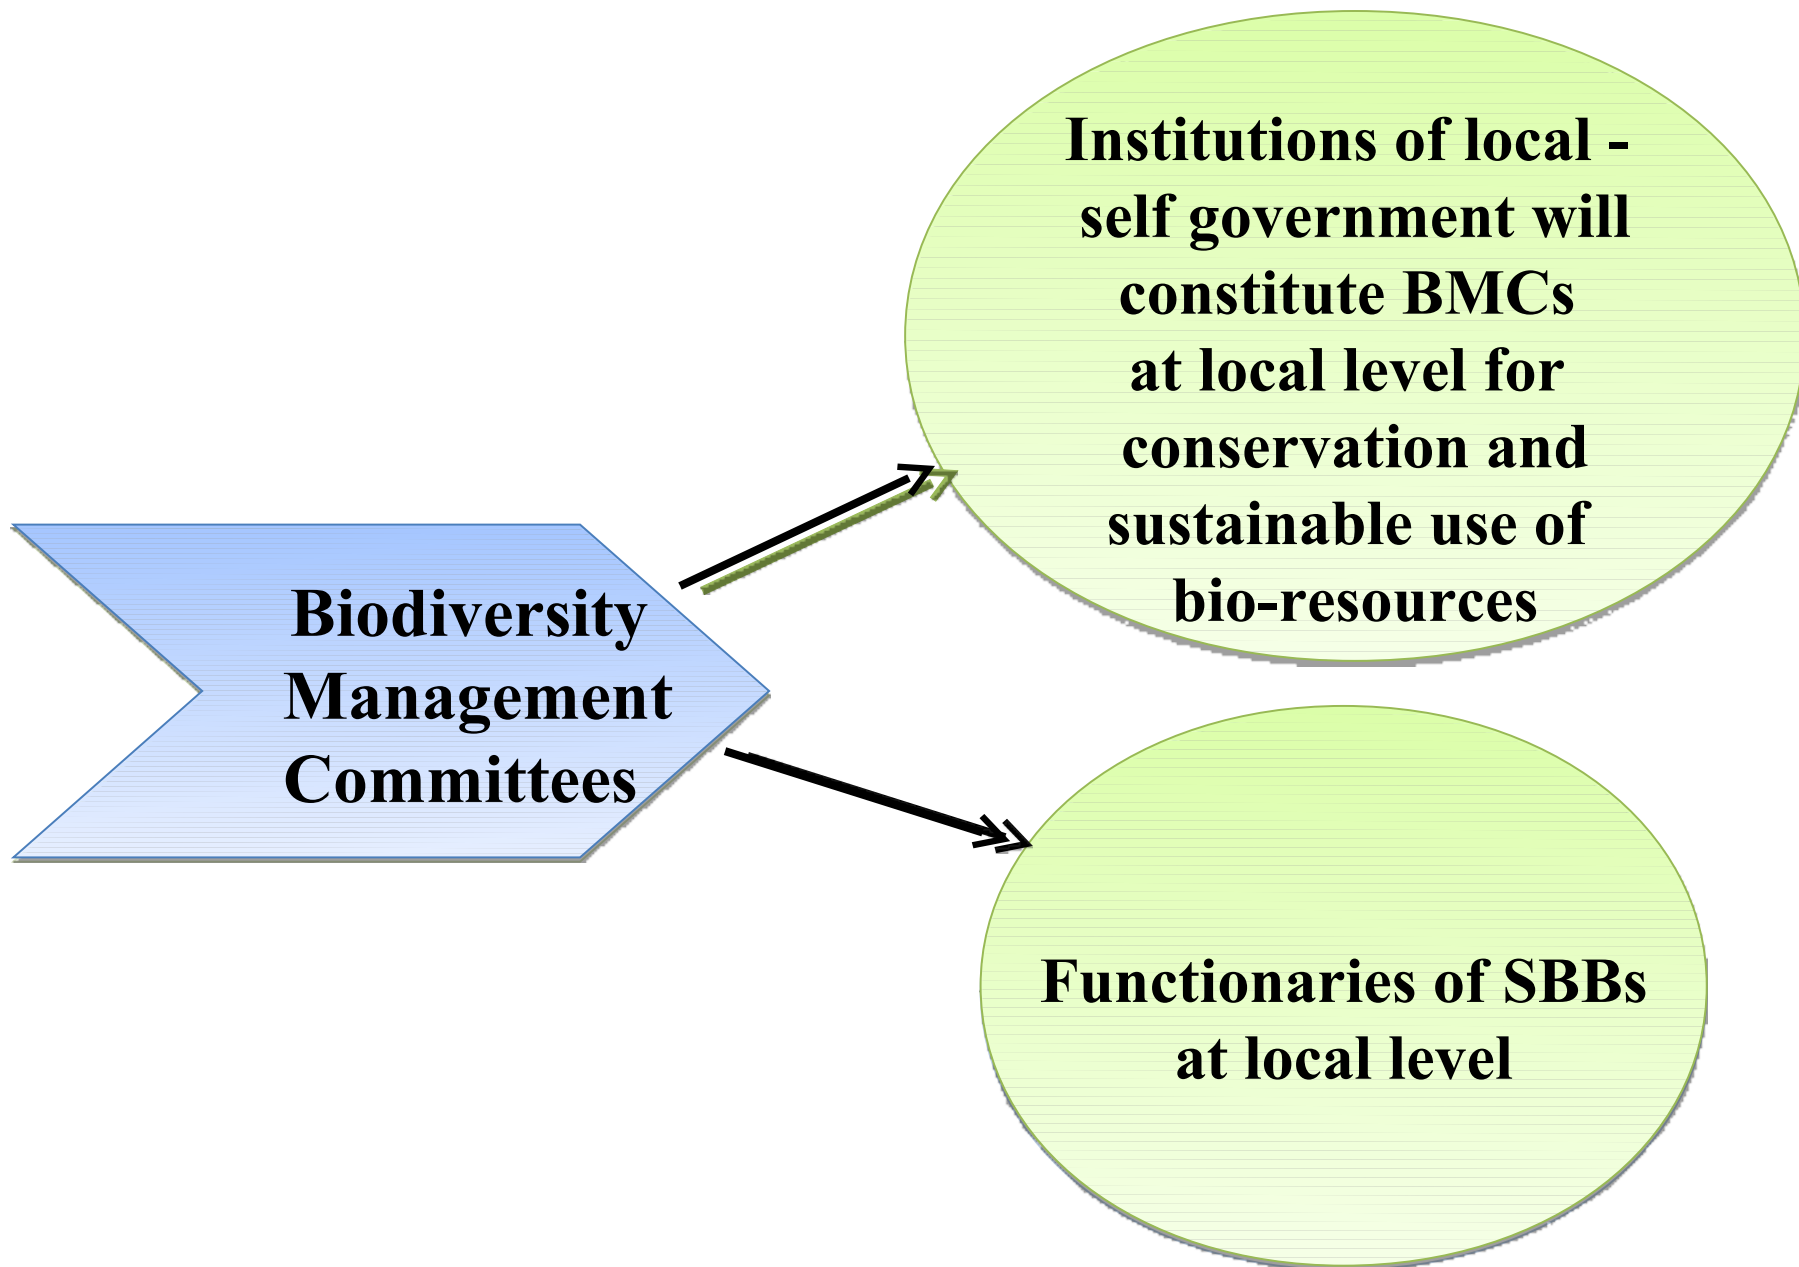 Institutions of local -
self government will
constitute BMCs
at local level for
conservation and
sustainable use of
bio-resources
Biodiversity
Management
Committees
Functionaries of SBBs
at local level